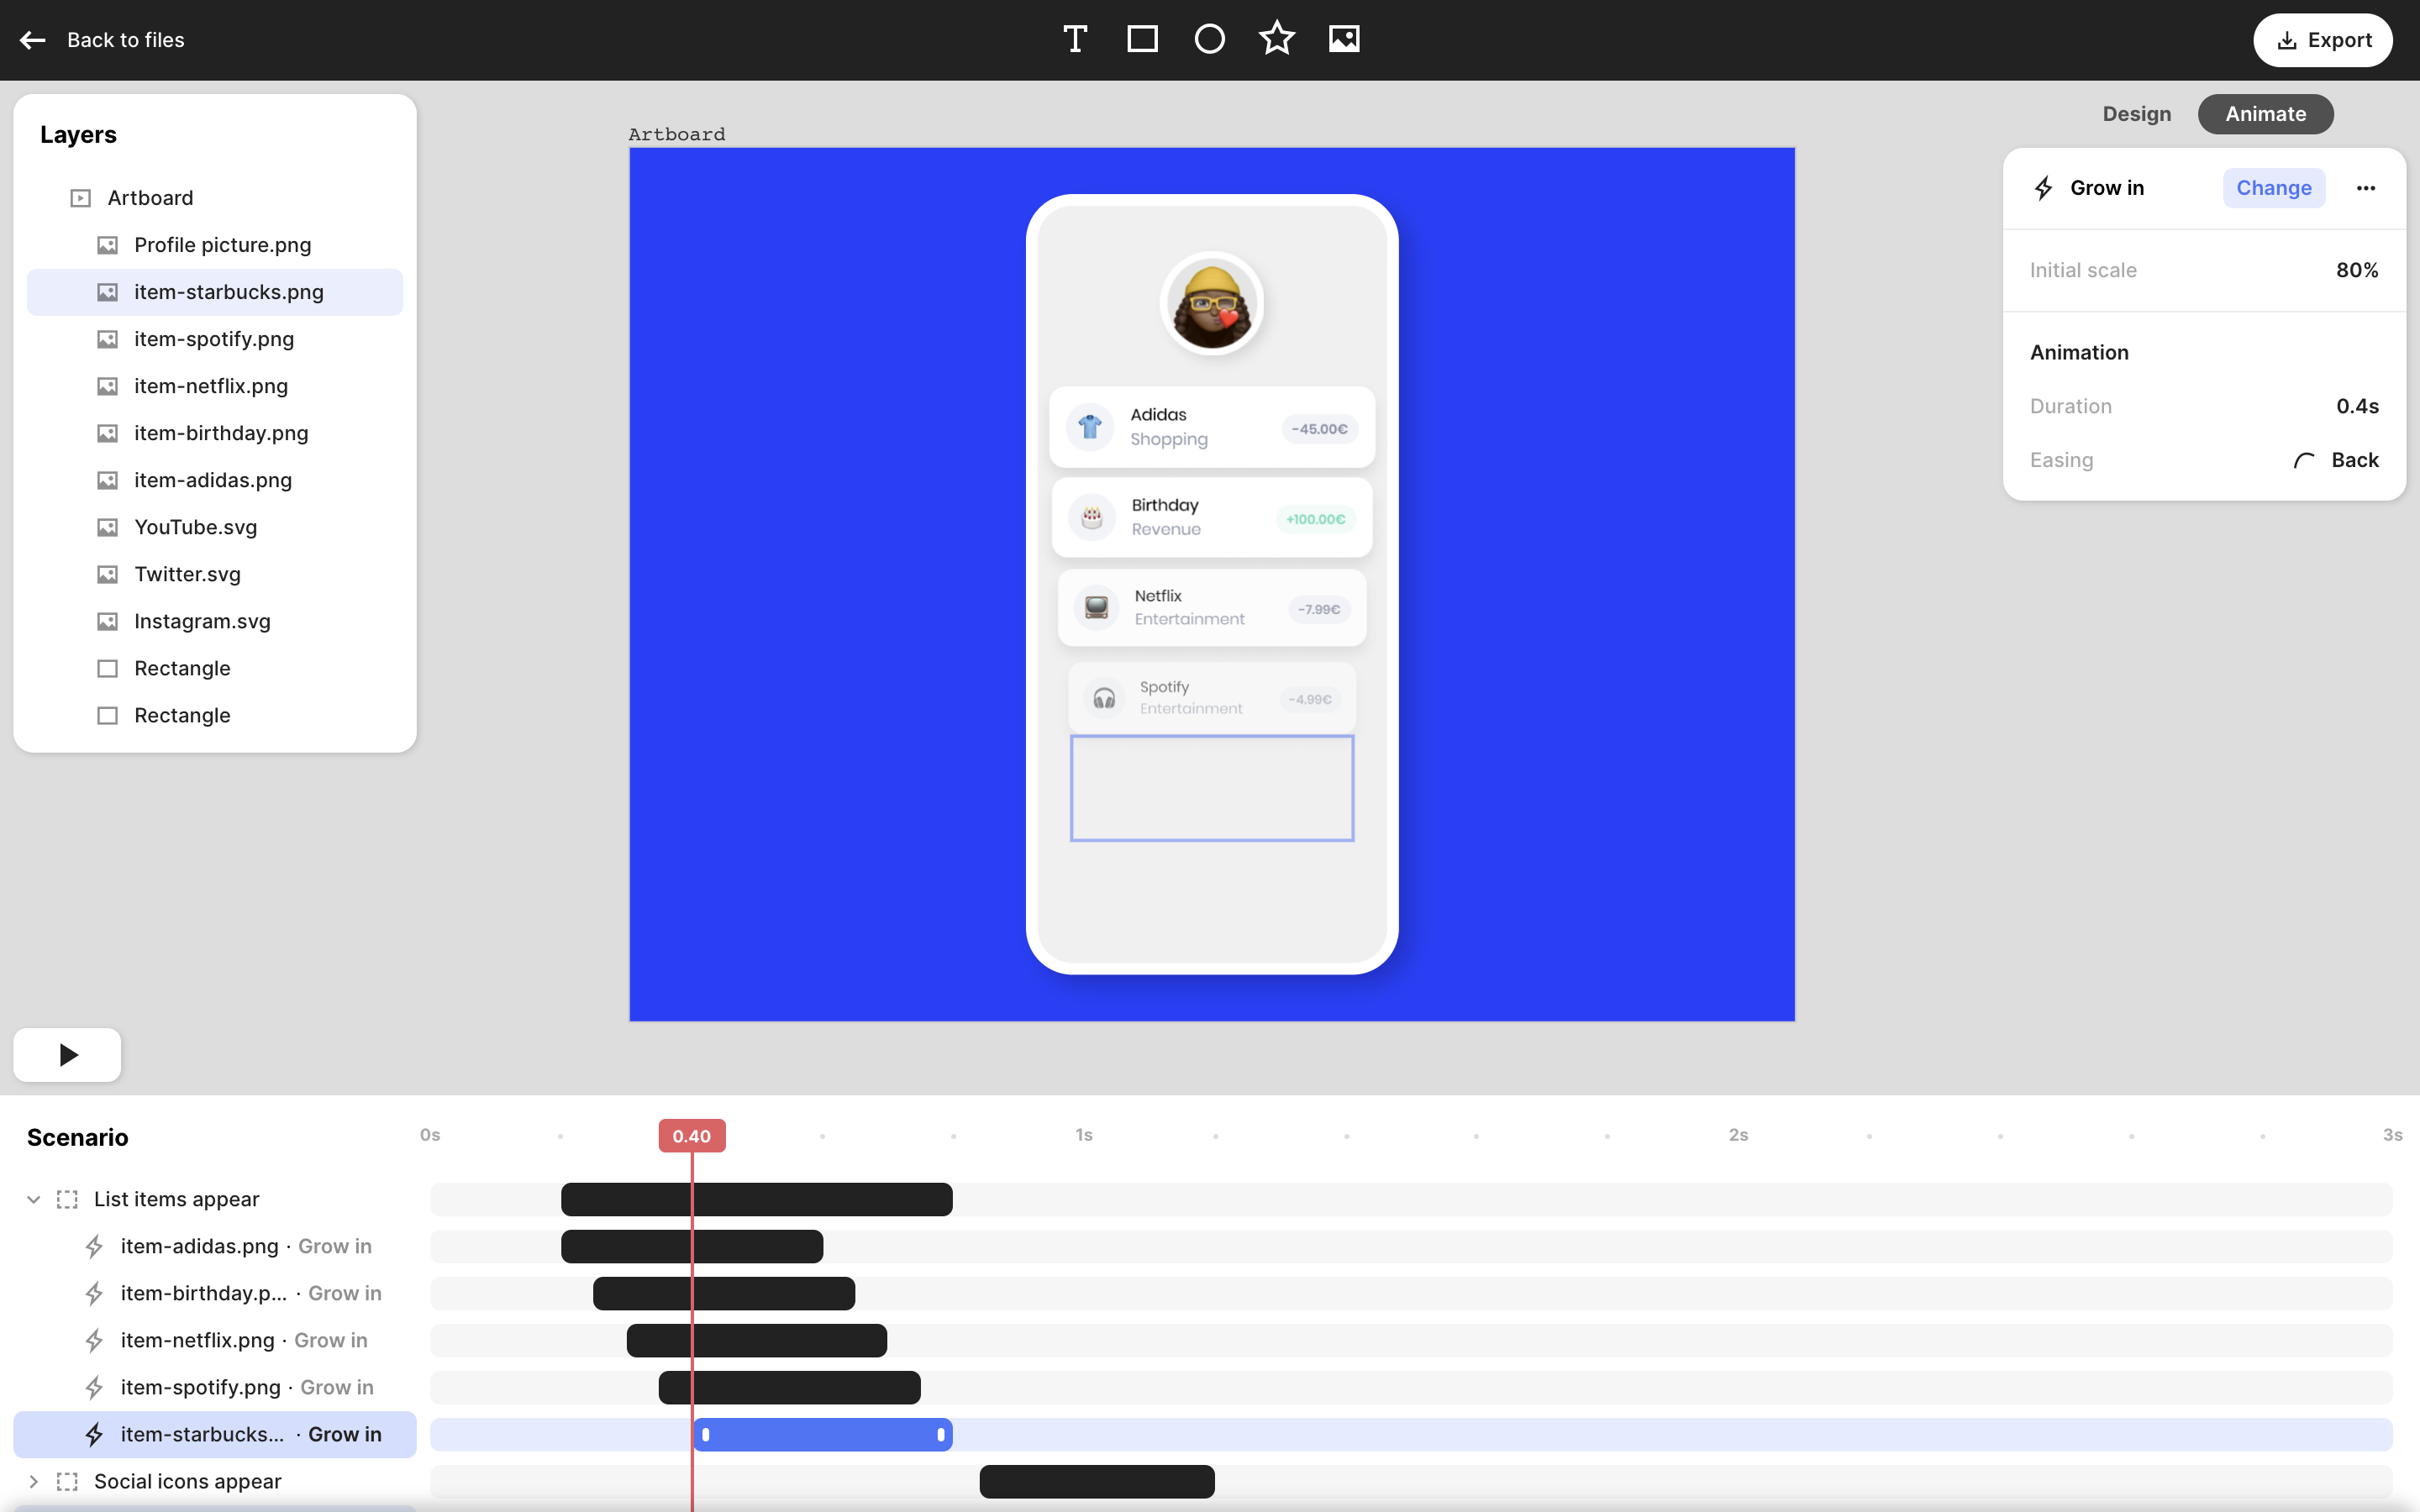 Back to files
Export
Layers
Artboard
Profile picture.png
item-starbucks.png
item-spotify.png
item-netflix.png
item-birthday.png
item-adidas.png
YouTube.svg
Twitter.svg
Instagram.svg
Rectangle
Rectangle
Artboard
Adidas
Shopping
-45.00€
Birthday
Revenue
+100.00€
Netflix
Entertainment
-7.99€
Spotify
Entertainment
-4.99€
Design Animate
Grow in Change
Initial scale 80%
Animation
Duration 0.4s
Easing Back
Scenario
0s 0.40 1s 2s 3s
List items appear
item-adidas.png · Grow in
item-birthday.p... · Grow in
item-netflix.png · Grow in
item-spotify.png · Grow in
item-starbucks... · Grow in
Social icons appear